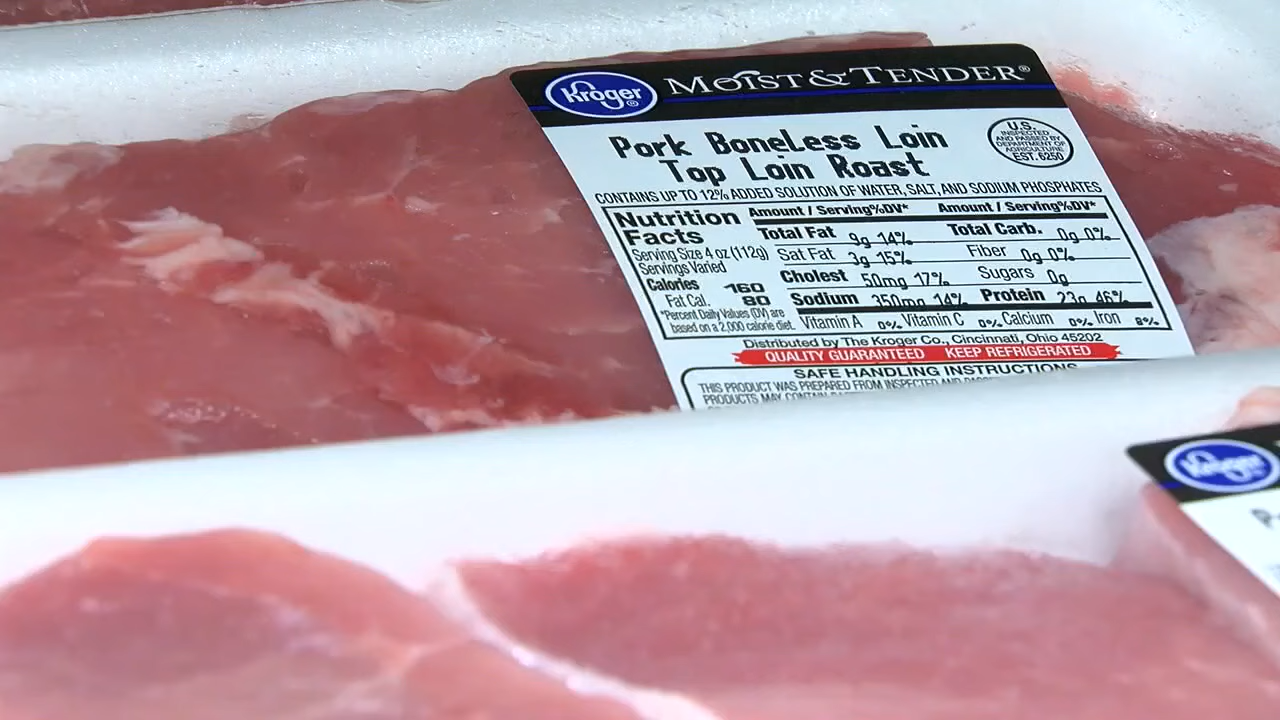 Kroger® MOIST & TENDER®
Pork Boneless Loin
Top Loin Roast
U.S.
INSPECTED
AND PASSED BY
DEPARTMENT OF
AGRICULTURE
EST. 6250
CONTAINS UP TO 12% ADDED SOLUTION OF WATER, SALT, AND SODIUM PHOSPHATES
Nutrition
Facts
Serving Size 4 oz (112g)
Servings Varied
Calories 160
Fat Cal. 80
*Percent Daily Values (DV) are
based on a 2,000 calorie diet.
Amount / Serving%DV* Amount / Serving%DV*
Total Fat 9g 14% Total Carb. 0g 0%
Sat Fat 3g 15% Fiber 0g 0%
Cholest 50mg 17% Sugars 0g
Sodium 350mg 14% Protein 23g 46%
Vitamin A 0% Vitamin C 0% Calcium 0% Iron 8%
Distributed by The Kroger Co., Cincinnati, Ohio 45202
QUALITY GUARANTEED KEEP REFRIGERATED
SAFE HANDLING INSTRUCTIONS
THIS PRODUCT WAS PREPARED FROM INSPECTED AND
PRODUCTS MAY CONTAIN
Kroger
P